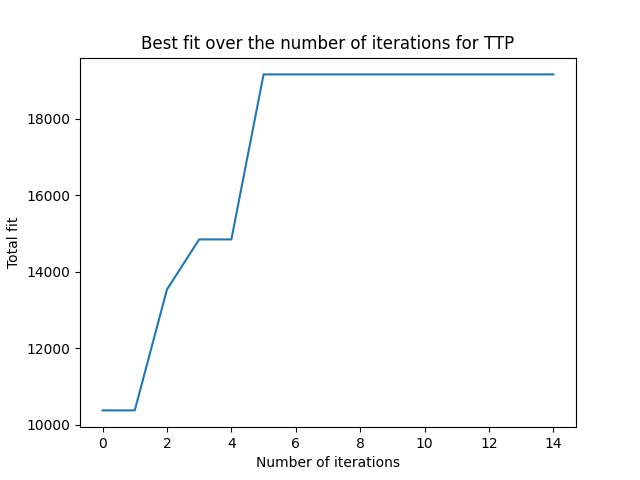 Best fit over the number of iterations for TTP
18000
16000
14000
12000
10000
Total fit
0 2 4 6 8 10 12 14
Number of iterations